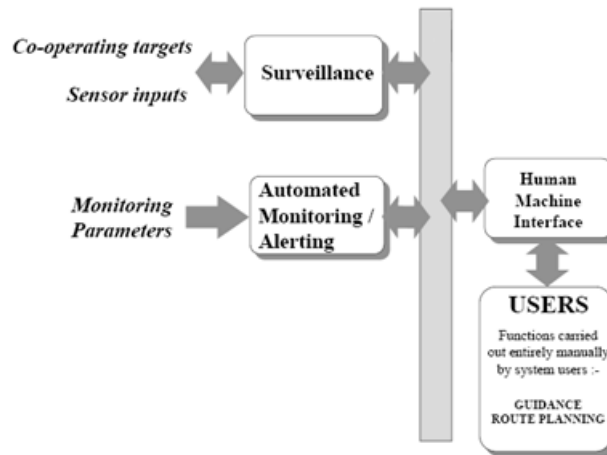 Co-operating targets
Sensor inputs
Surveillance
Monitoring
Parameters
Automated
Monitoring /
Alerting
Human
Machine
Interface
USERS
Functions carried
out entirely manually
by system users :-
GUIDANCE
ROUTE PLANNING